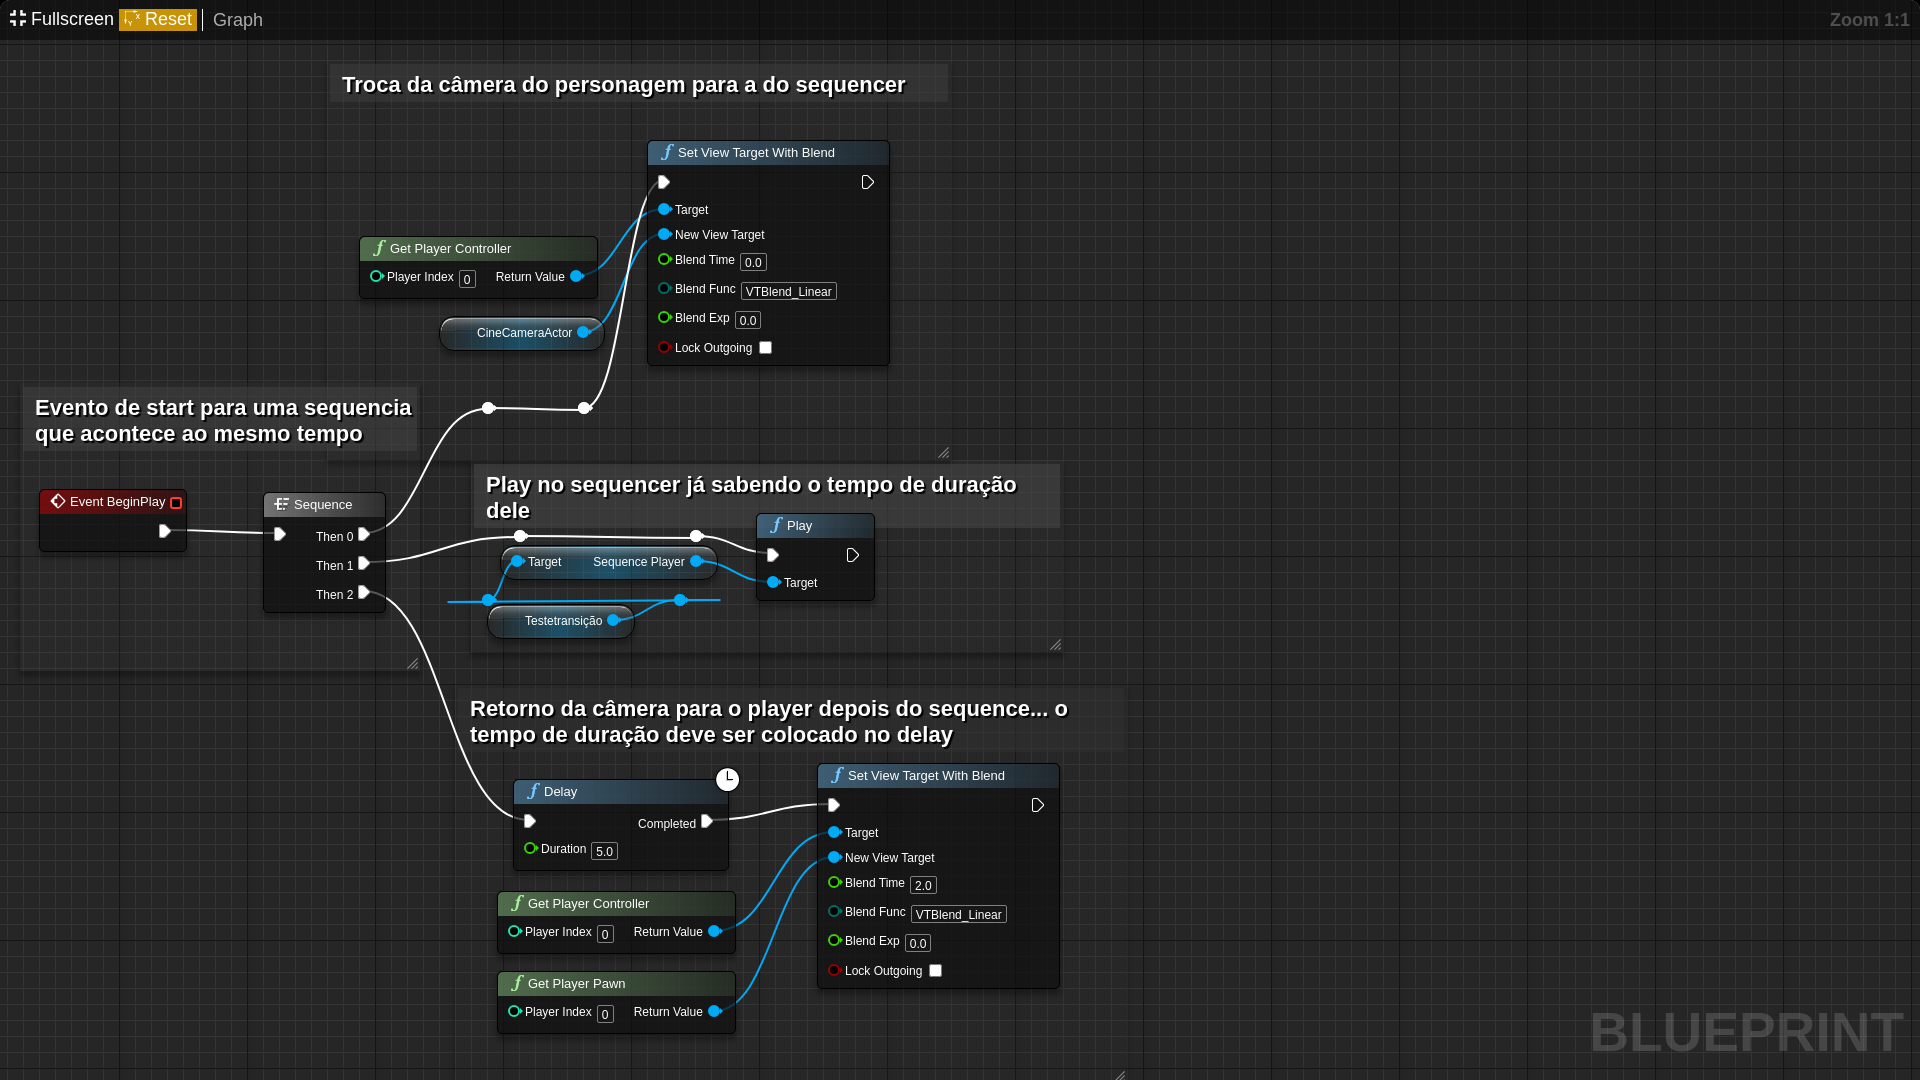 Fullscreen Reset Graph Zoom 1:1
Troca da câmera do personagem para a do sequencer
Set View Target With Blend
Target
New View Target
Blend Time 0.0
Blend Func VTBlend_Linear
Blend Exp 0.0
Lock Outgoing
Get Player Controller
Player Index 0 Return Value
CineCameraActor
Evento de start para uma sequencia
que acontece ao mesmo tempo
Event BeginPlay
Sequence
Then 0
Then 1
Then 2
Play no sequencer já sabendo o tempo de duração
dele
Play
Target
Target Sequence Player
Testetransição
Retorno da câmera para o player depois do sequence... o
tempo de duração deve ser colocado no delay
Delay
Completed
Duration 5.0
Set View Target With Blend
Target
New View Target
Blend Time 2.0
Blend Func VTBlend_Linear
Blend Exp 0.0
Lock Outgoing
Get Player Controller
Player Index 0 Return Value
Get Player Pawn
Player Index 0 Return Value
BLUEPRINT